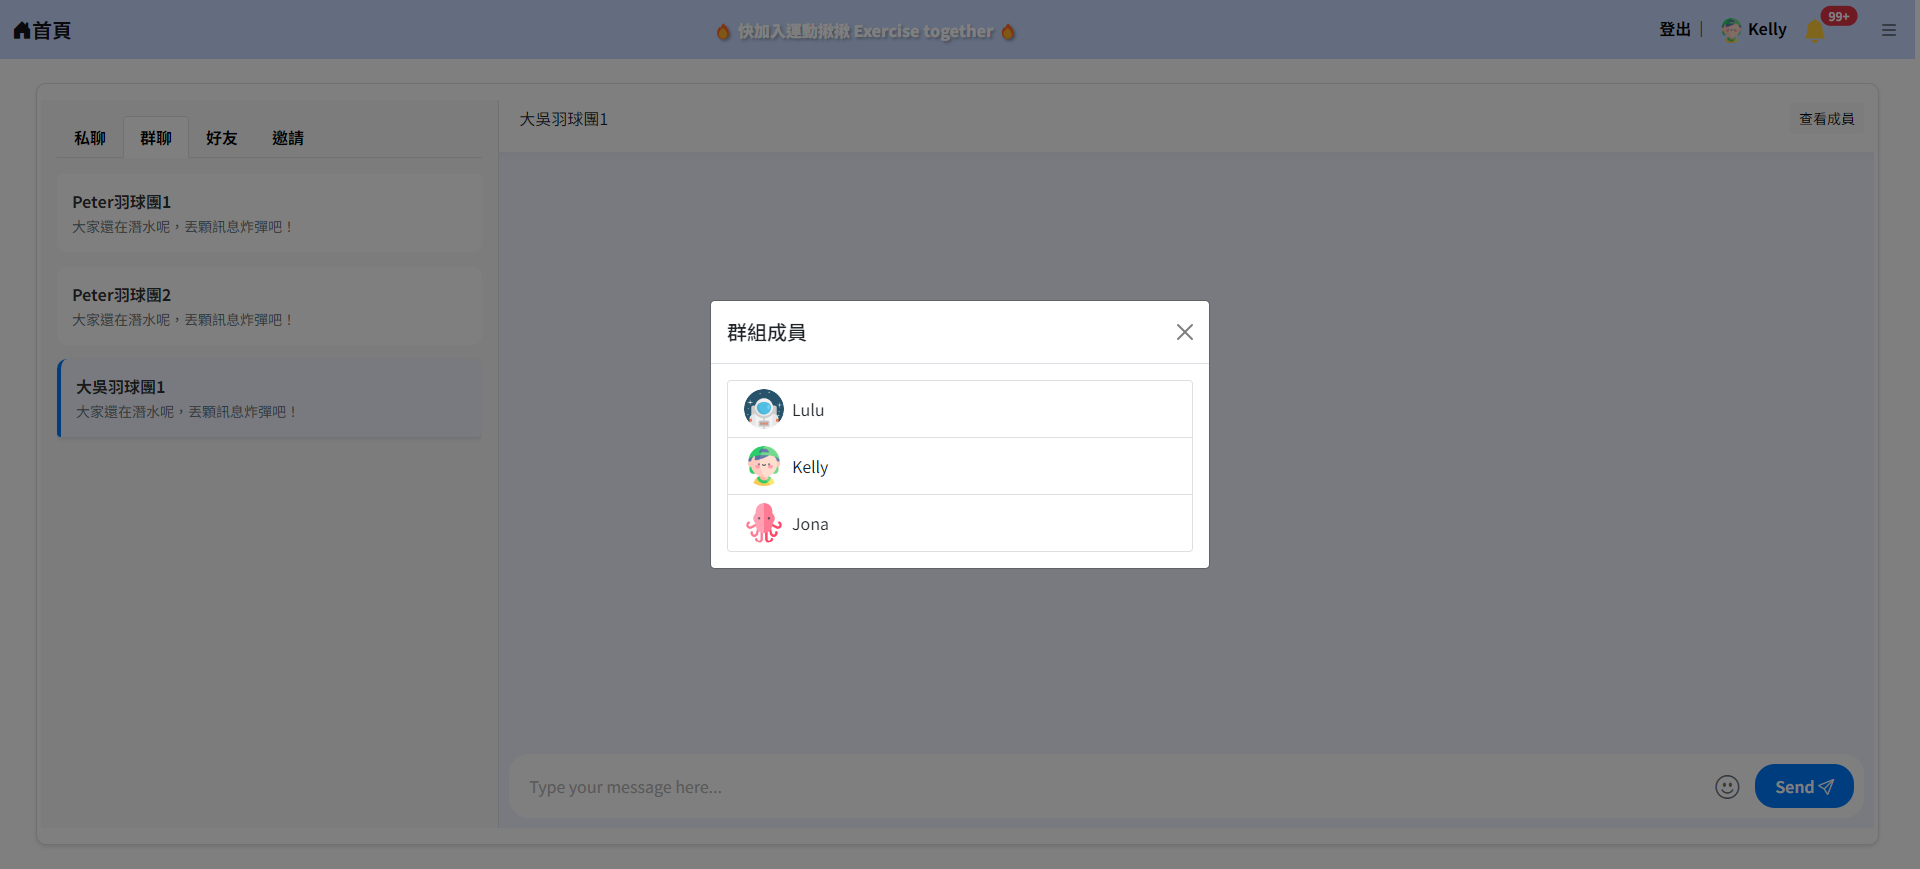 首頁
快加入運動揪揪 Exercise together
登出 | Kelly 99+
私聊 群聊 好友 邀請
Peter羽球團1
大家還在潛水呢，丟顆訊息炸彈吧！
Peter羽球團2
大家還在潛水呢，丟顆訊息炸彈吧！
大吳羽球團1
大家還在潛水呢，丟顆訊息炸彈吧！
大吳羽球團1
查看成員
群組成員
Lulu
Kelly
Jona
Type your message here...
Send